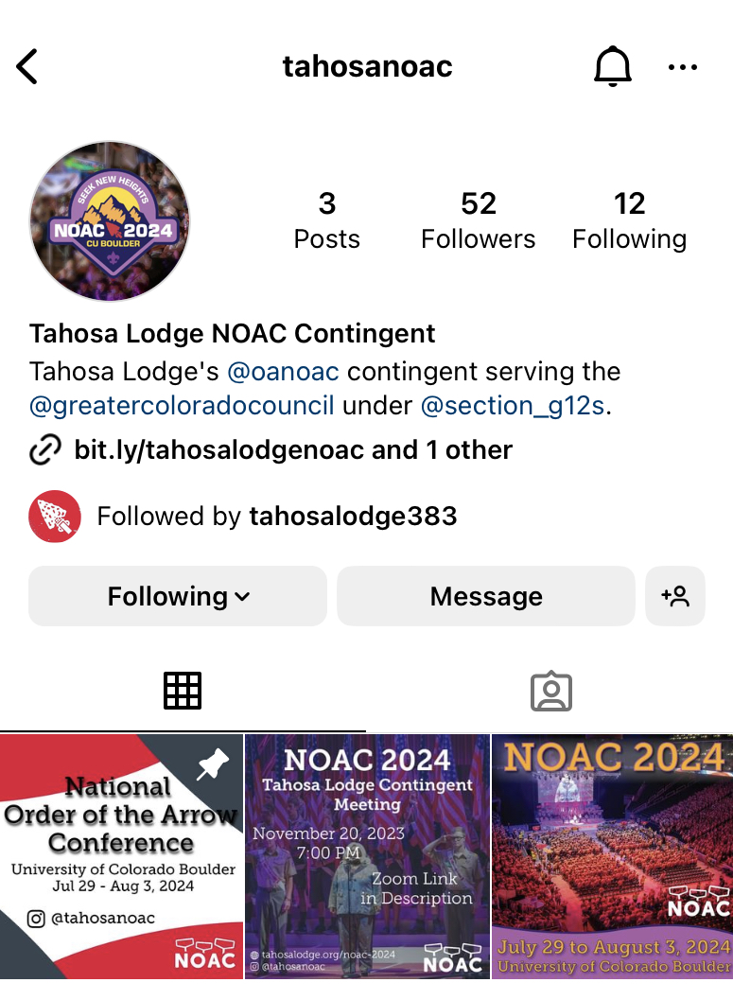 tahosanoac
SEEK NEW HEIGHTS
NOAC 2024
CU BOULDER
3
Posts
52
Followers
12
Following
Tahosa Lodge NOAC Contingent
Tahosa Lodge's @oanoac contingent serving the
@greatercoloradocouncil under @section_g12s.
bit.ly/tahosalodgenoac and 1 other
Followed by tahosalodge383
Following
Message
National
Order of the Arrow
Conference
University of Colorado Boulder
Jul 29 - Aug 3, 2024
@tahosanoac
NOAC
NOAC 2024
Tahosa Lodge Contingent
Meeting
November 20, 2023
7:00 PM
Zoom Link
in Description
tahosalodge.org/noac-2024
@tahosanoac
NOAC
NOAC 2024
NOAC
July 29 to August 3, 2024
University of Colorado Boulder